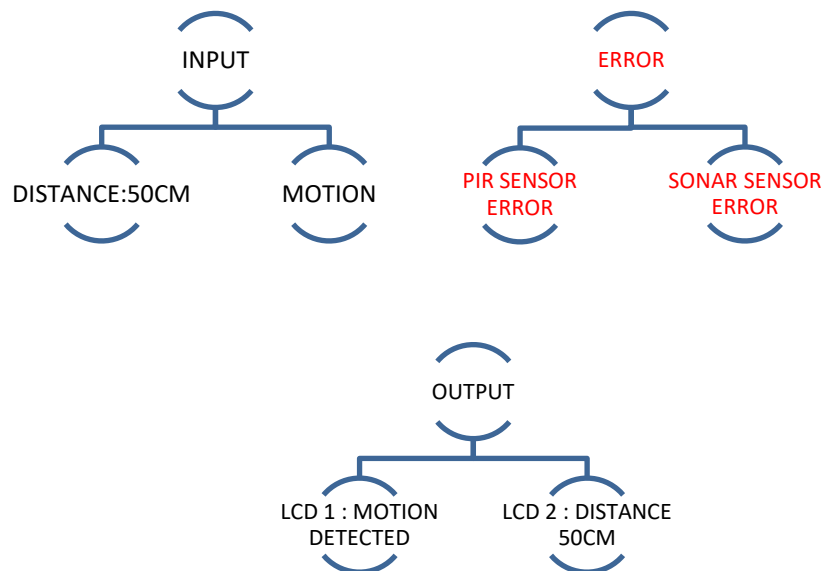 INPUT
DISTANCE:50CM
MOTION
ERROR
PIR SENSOR
ERROR
SONAR SENSOR
ERROR
OUTPUT
LCD 1 : MOTION
DETECTED
LCD 2 : DISTANCE
50CM